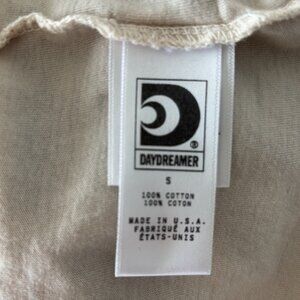 ®
DAYDREAMER
S
100% COTTON
100% COTON
MADE IN U.S.A.
FABRIQUÉ AUX
ÉTATS-UNIS